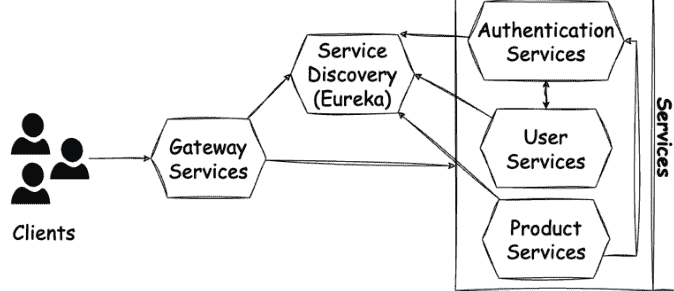 Clients
Gateway
Services
Service
Discovery
(Eureka)
Authentication
Services
User
Services
Product
Services
Services